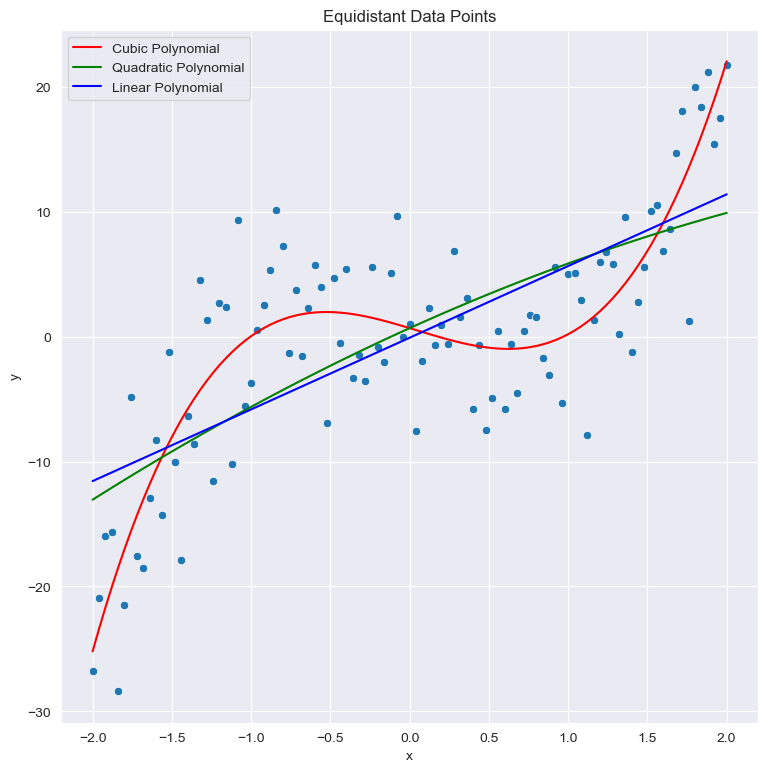 Equidistant Data Points
Cubic Polynomial
Quadratic Polynomial
Linear Polynomial
20
10
0
−10
−20
−30
y
−2.0 −1.5 −1.0 −0.5 0.0 0.5 1.0 1.5 2.0
x